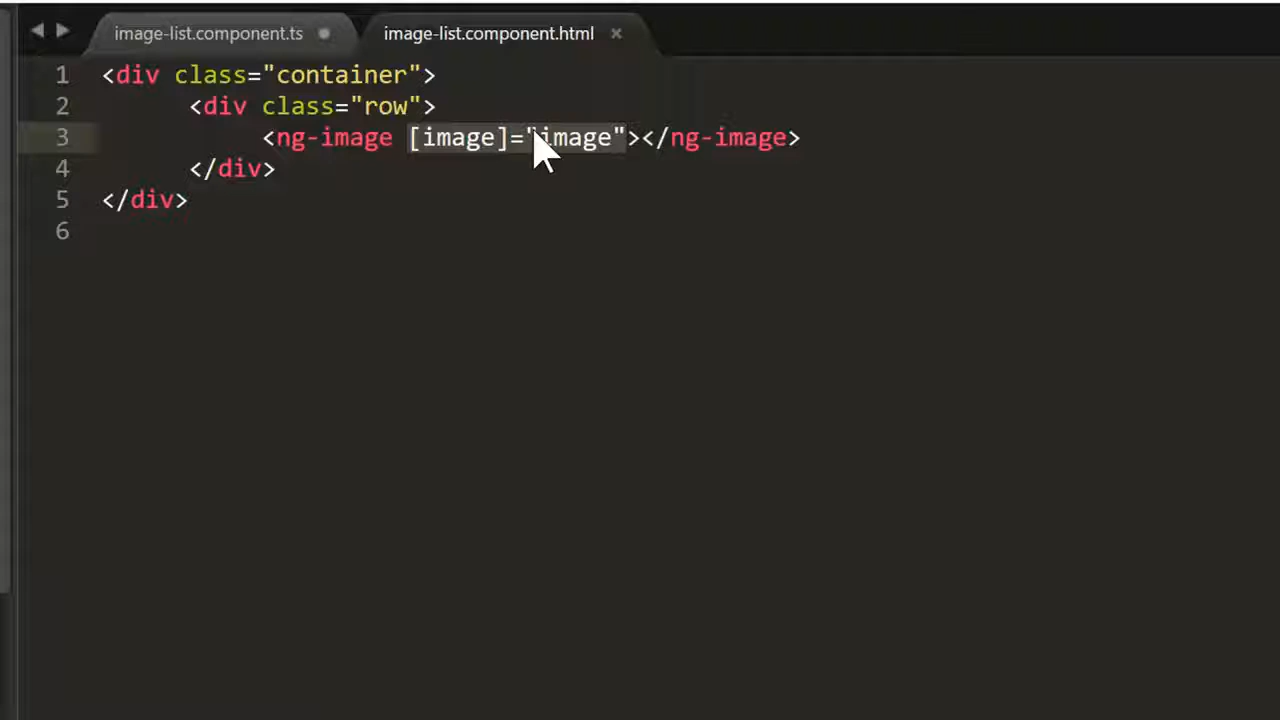 image-list.component.ts image-list.component.html
1 <div class="container">
2 <div class="row">
3 <ng-image [image]="image"></ng-image>
4 </div>
5 </div>
6